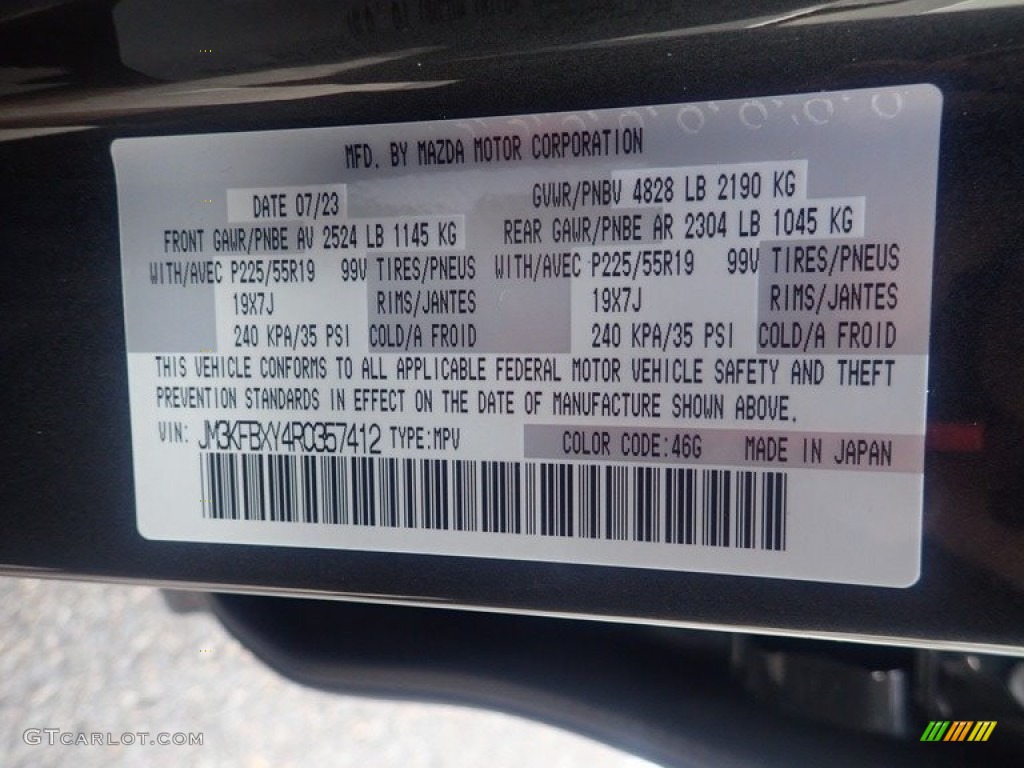 MFD. BY MAZDA MOTOR CORPORATION
DATE 07/23 GVWR/PNBV 4828 LB 2190 KG
FRONT GAWR/PNBE AV 2524 LB 1145 KG REAR GAWR/PNBE AR 2304 LB 1045 KG
WITH/AVEC P225/55R19 99V TIRES/PNEUS WITH/AVEC P225/55R19 99V TIRES/PNEUS
19X7J RIMS/JANTES 19X7J RIMS/JANTES
240 KPA/35 PSI COLD/A FROID 240 KPA/35 PSI COLD/A FROID
THIS VEHICLE CONFORMS TO ALL APPLICABLE FEDERAL MOTOR VEHICLE SAFETY AND THEFT
PREVENTION STANDARDS IN EFFECT ON THE DATE OF MANUFACTURE SHOWN ABOVE.
VIN: JM3KFBXY4R0357412 TYPE:MPV COLOR CODE:46G MADE IN JAPAN
GTCARLOT.COM